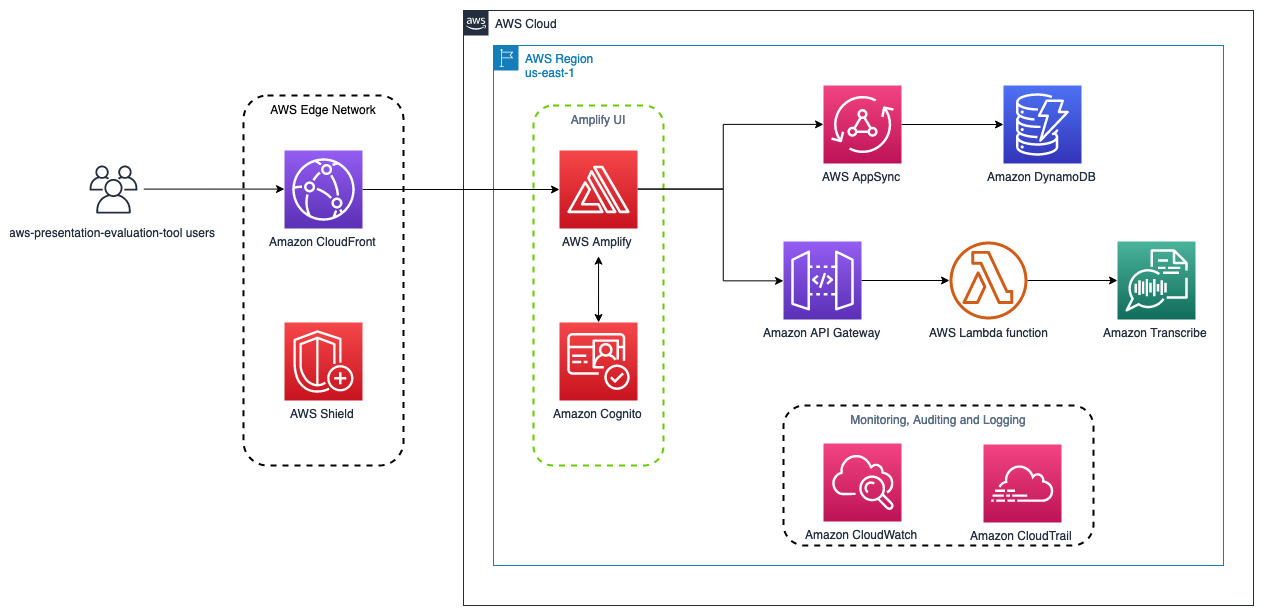 aws
AWS Cloud
AWS Region
us-east-1
AWS Edge Network
Amplify UI
aws-presentation-evaluation-tool users
Amazon CloudFront
AWS Amplify
AWS AppSync
Amazon DynamoDB
</>
Amazon API Gateway
AWS Lambda function
Amazon Transcribe
AWS Shield
Amazon Cognito
Monitoring, Auditing and Logging
Amazon CloudWatch
Amazon CloudTrail